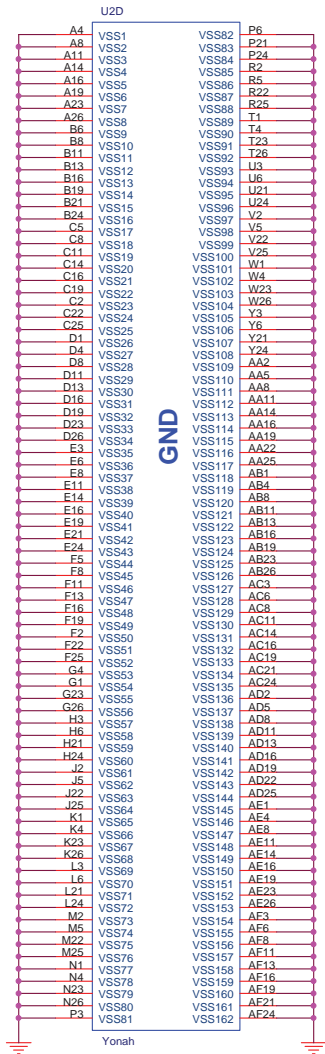 U2D
A4 VSS1 VSS82 P6
A8 VSS2 VSS83 P21
A11 VSS3 VSS84 P24
A14 VSS4 VSS85 R2
A16 VSS5 VSS86 R5
A19 VSS6 VSS87 R22
A23 VSS7 VSS88 R25
A26 VSS8 VSS89 T1
B6 VSS9 VSS90 T4
B8 VSS10 VSS91 T23
B11 VSS11 VSS92 T26
B13 VSS12 VSS93 U3
B16 VSS13 VSS94 U6
B19 VSS14 VSS95 U21
B21 VSS15 VSS96 U24
B24 VSS16 VSS97 V2
C5 VSS17 VSS98 V5
C8 VSS18 VSS99 V22
C11 VSS19 VSS100 V25
C14 VSS20 VSS101 W1
C16 VSS21 VSS102 W4
C19 VSS22 VSS103 W23
C2 VSS23 VSS104 W26
C22 VSS24 VSS105 Y3
C25 VSS25 VSS106 Y6
D1 VSS26 VSS107 Y21
D4 VSS27 VSS108 Y24
D8 VSS28 VSS109 AA2
D11 VSS29 VSS110 AA5
D13 VSS30 VSS111 AA8
D16 VSS31 VSS112 AA11
D19 VSS32 VSS113 AA14
D23 VSS33 VSS114 AA16
D26 VSS34 VSS115 AA19
E3 VSS35 VSS116 AA22
E6 VSS36 VSS117 AA25
E8 VSS37 VSS118 AB1
E11 VSS38 VSS119 AB4
E14 VSS39 VSS120 AB8
E16 VSS40 VSS121 AB11
E19 VSS41 VSS122 AB13
E21 VSS42 VSS123 AB16
E24 VSS43 VSS124 AB19
F5 VSS44 VSS125 AB23
F8 VSS45 VSS126 AB26
F11 VSS46 VSS127 AC3
F13 VSS47 VSS128 AC6
F16 VSS48 VSS129 AC8
F19 VSS49 VSS130 AC11
F2 VSS50 VSS131 AC14
F22 VSS51 VSS132 AC16
F25 VSS52 VSS133 AC19
G4 VSS53 VSS134 AC21
G1 VSS54 VSS135 AC24
G23 VSS55 VSS136 AD2
G26 VSS56 VSS137 AD5
H3 VSS57 VSS138 AD8
H6 VSS58 VSS139 AD11
H21 VSS59 VSS140 AD13
H24 VSS60 VSS141 AD16
J2 VSS61 VSS142 AD19
J5 VSS62 VSS143 AD22
J22 VSS63 VSS144 AD25
J25 VSS64 VSS145 AE1
K1 VSS65 VSS146 AE4
K4 VSS66 VSS147 AE8
K23 VSS67 VSS148 AE11
K26 VSS68 VSS149 AE14
L3 VSS69 VSS150 AE16
L6 VSS70 VSS151 AE19
L21 VSS71 VSS152 AE23
L24 VSS72 VSS153 AE26
M2 VSS73 VSS154 AF3
M5 VSS74 VSS155 AF6
M22 VSS75 VSS156 AF8
M25 VSS76 VSS157 AF11
N1 VSS77 VSS158 AF13
N4 VSS78 VSS159 AF16
N23 VSS79 VSS160 AF19
N26 VSS80 VSS161 AF21
P3 VSS81 VSS162 AF24
GND
Yonah